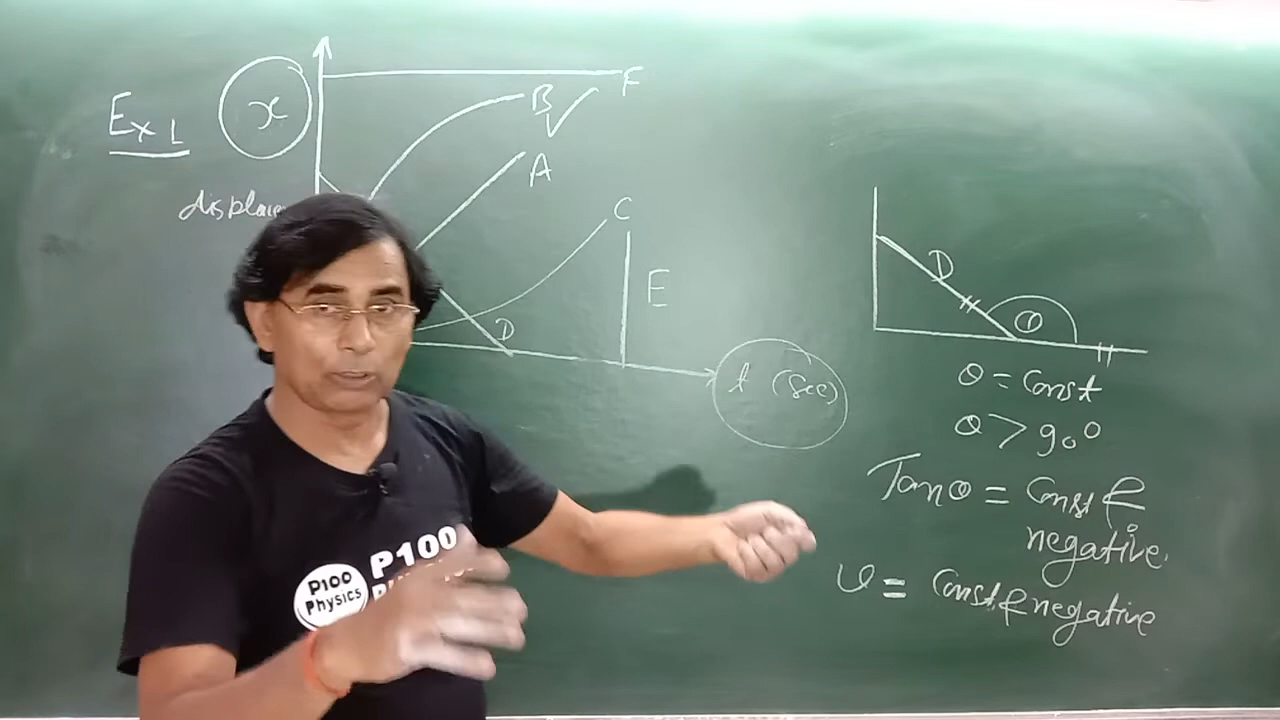 Ex 1
x
displace
B
F
A
C
E
D
t (Sec)
D
θ
θ = Const
θ > 90°
Tanθ = Const &
negative.
v = Const & negative
P100
P100
Physics